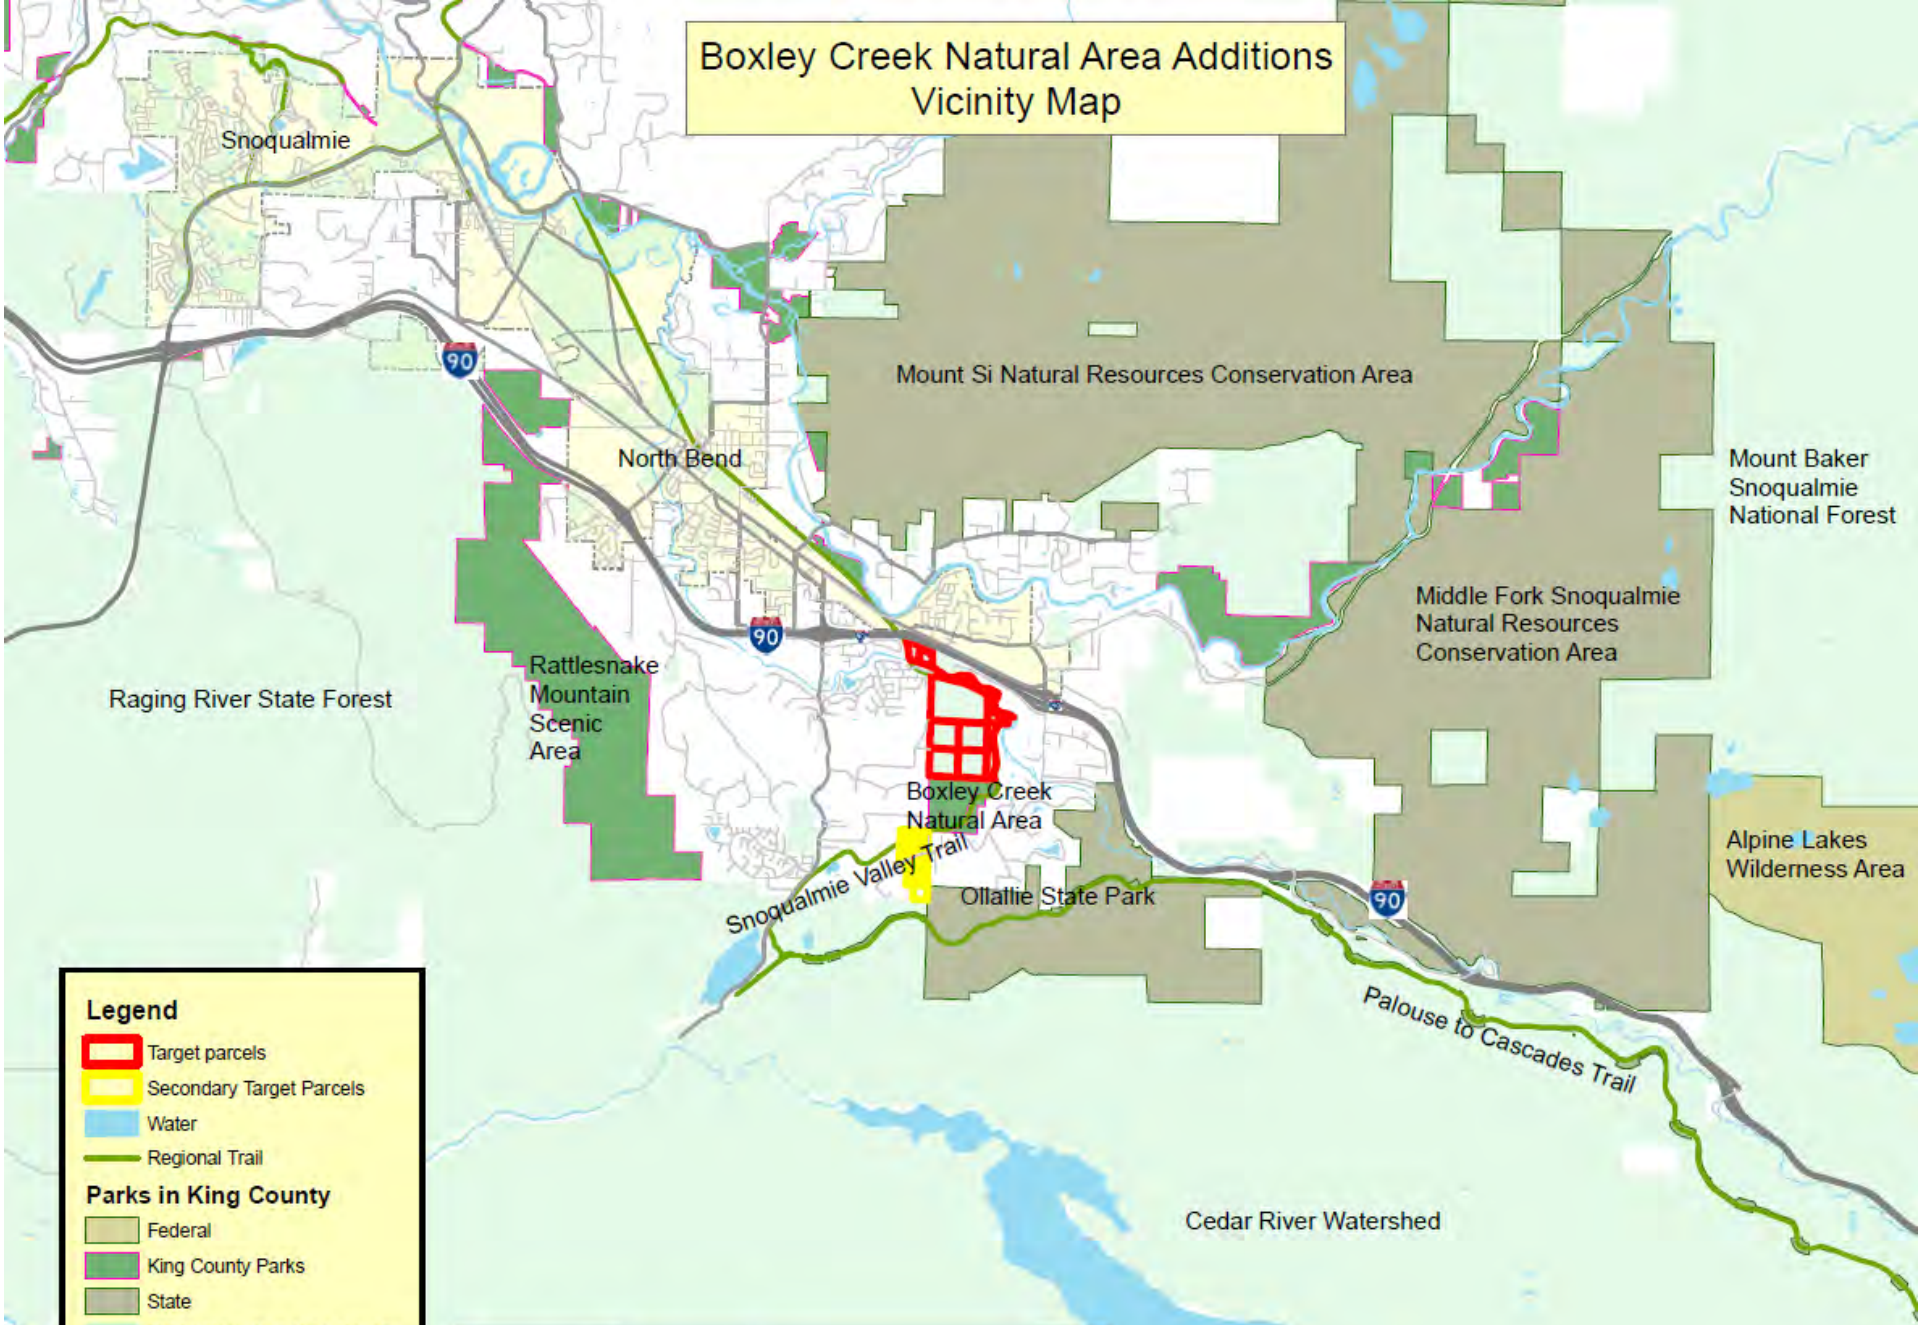 Boxley Creek Natural Area Additions
Vicinity Map
Snoqualmie
90
Mount Si Natural Resources Conservation Area
North Bend
Mount Baker
Snoqualmie
National Forest
Middle Fork Snoqualmie
Natural Resources
Conservation Area
90
Rattlesnake
Mountain
Scenic
Area
Raging River State Forest
Boxley Creek
Natural Area
Alpine Lakes
Wilderness Area
Snoqualmie Valley Trail
Ollallie State Park
90
Palouse to Cascades Trail
Cedar River Watershed
Legend
Target parcels
Secondary Target Parcels
Water
Regional Trail
Parks in King County
Federal
King County Parks
State